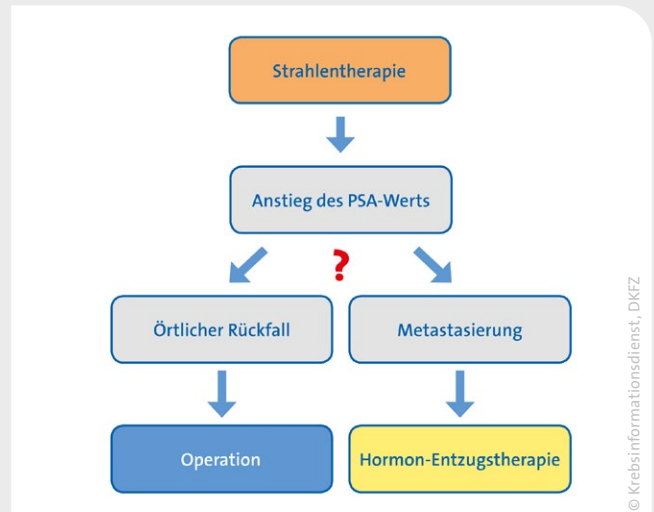 Strahlentherapie
Anstieg des PSA-Werts
?
Örtlicher Rückfall
Metastasierung
Operation
Hormon-Entzugstherapie
© Krebsinformationsdienst, DKFZ